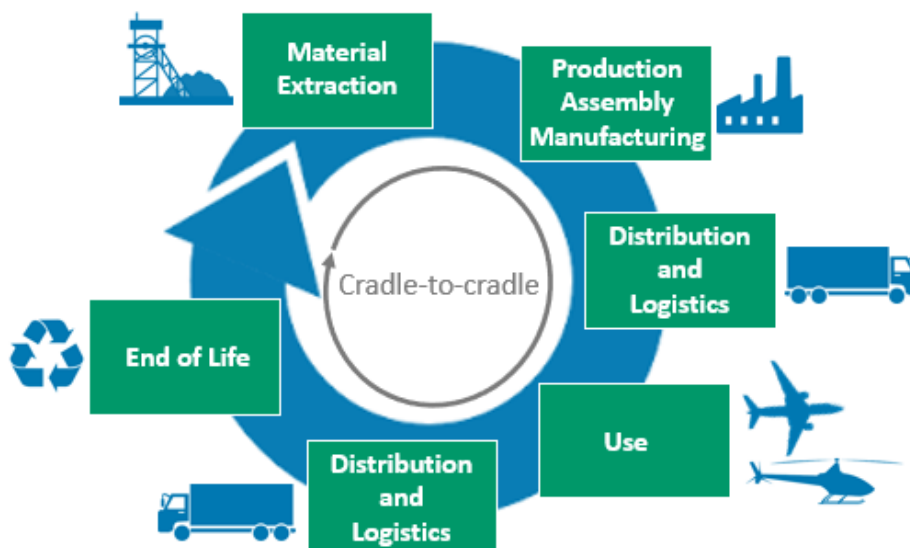 Material
Extraction
Production
Assembly
Manufacturing
Distribution
and
Logistics
Use
Distribution
and
Logistics
End of Life
Cradle-to-cradle